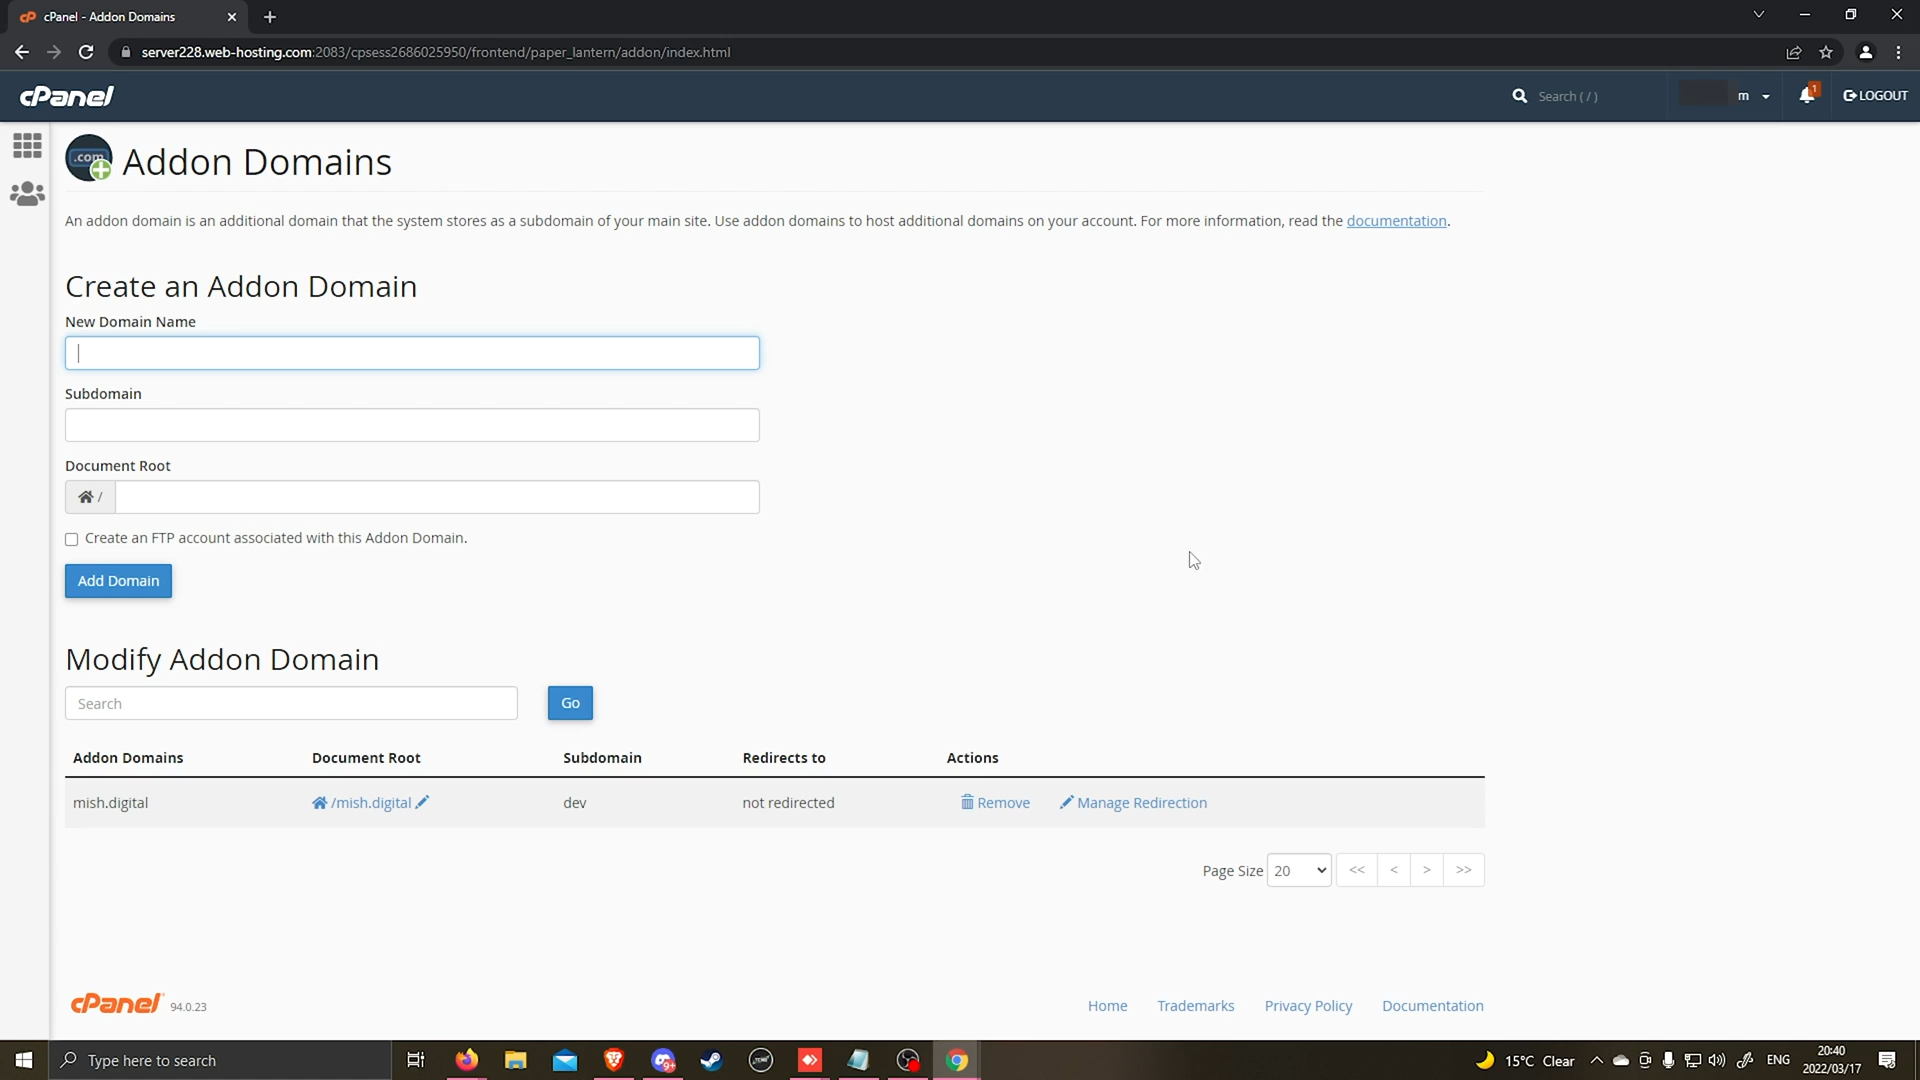 cPanel - Addon Domains
server228.web-hosting.com:2083/cpsess2686025950/frontend/paper_lantern/addon/index.html
cPanel
Search ( / )
m
1
LOGOUT
.com
Addon Domains
An addon domain is an additional domain that the system stores as a subdomain of your main site. Use addon domains to host additional domains on your account. For more information, read the documentation.
Create an Addon Domain
New Domain Name
Subdomain
Document Root
/
Create an FTP account associated with this Addon Domain.
Add Domain
Modify Addon Domain
Search
Go
Addon Domains Document Root Subdomain Redirects to Actions
mish.digital /mish.digital dev not redirected Remove Manage Redirection
Page Size 20 << < > >>
cPanel 94.0.23
Home Trademarks Privacy Policy Documentation
Type here to search
9+
15°C Clear
ENG
20:40
2022/03/17